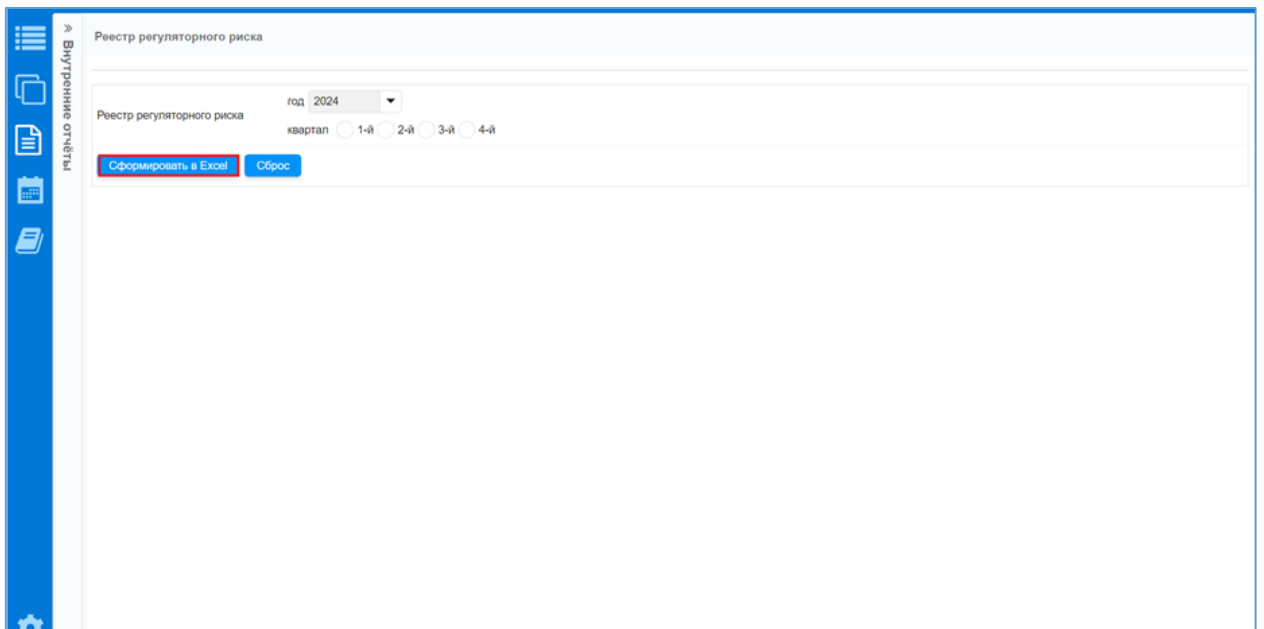 Внутренние отчёты
Реестр регуляторного риска
год 2024
Реестр регуляторного риска
квартал 1-й 2-й 3-й 4-й
Сформировать в Excel Сброс